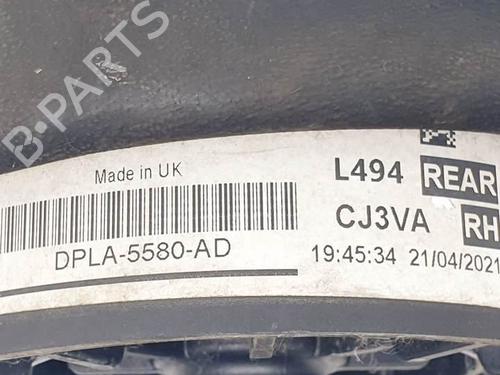 B-PARTS
Made in UK
DPLA-5580-AD
L494 REAR
CJ3VA RH
19:45:34 21/04/2021